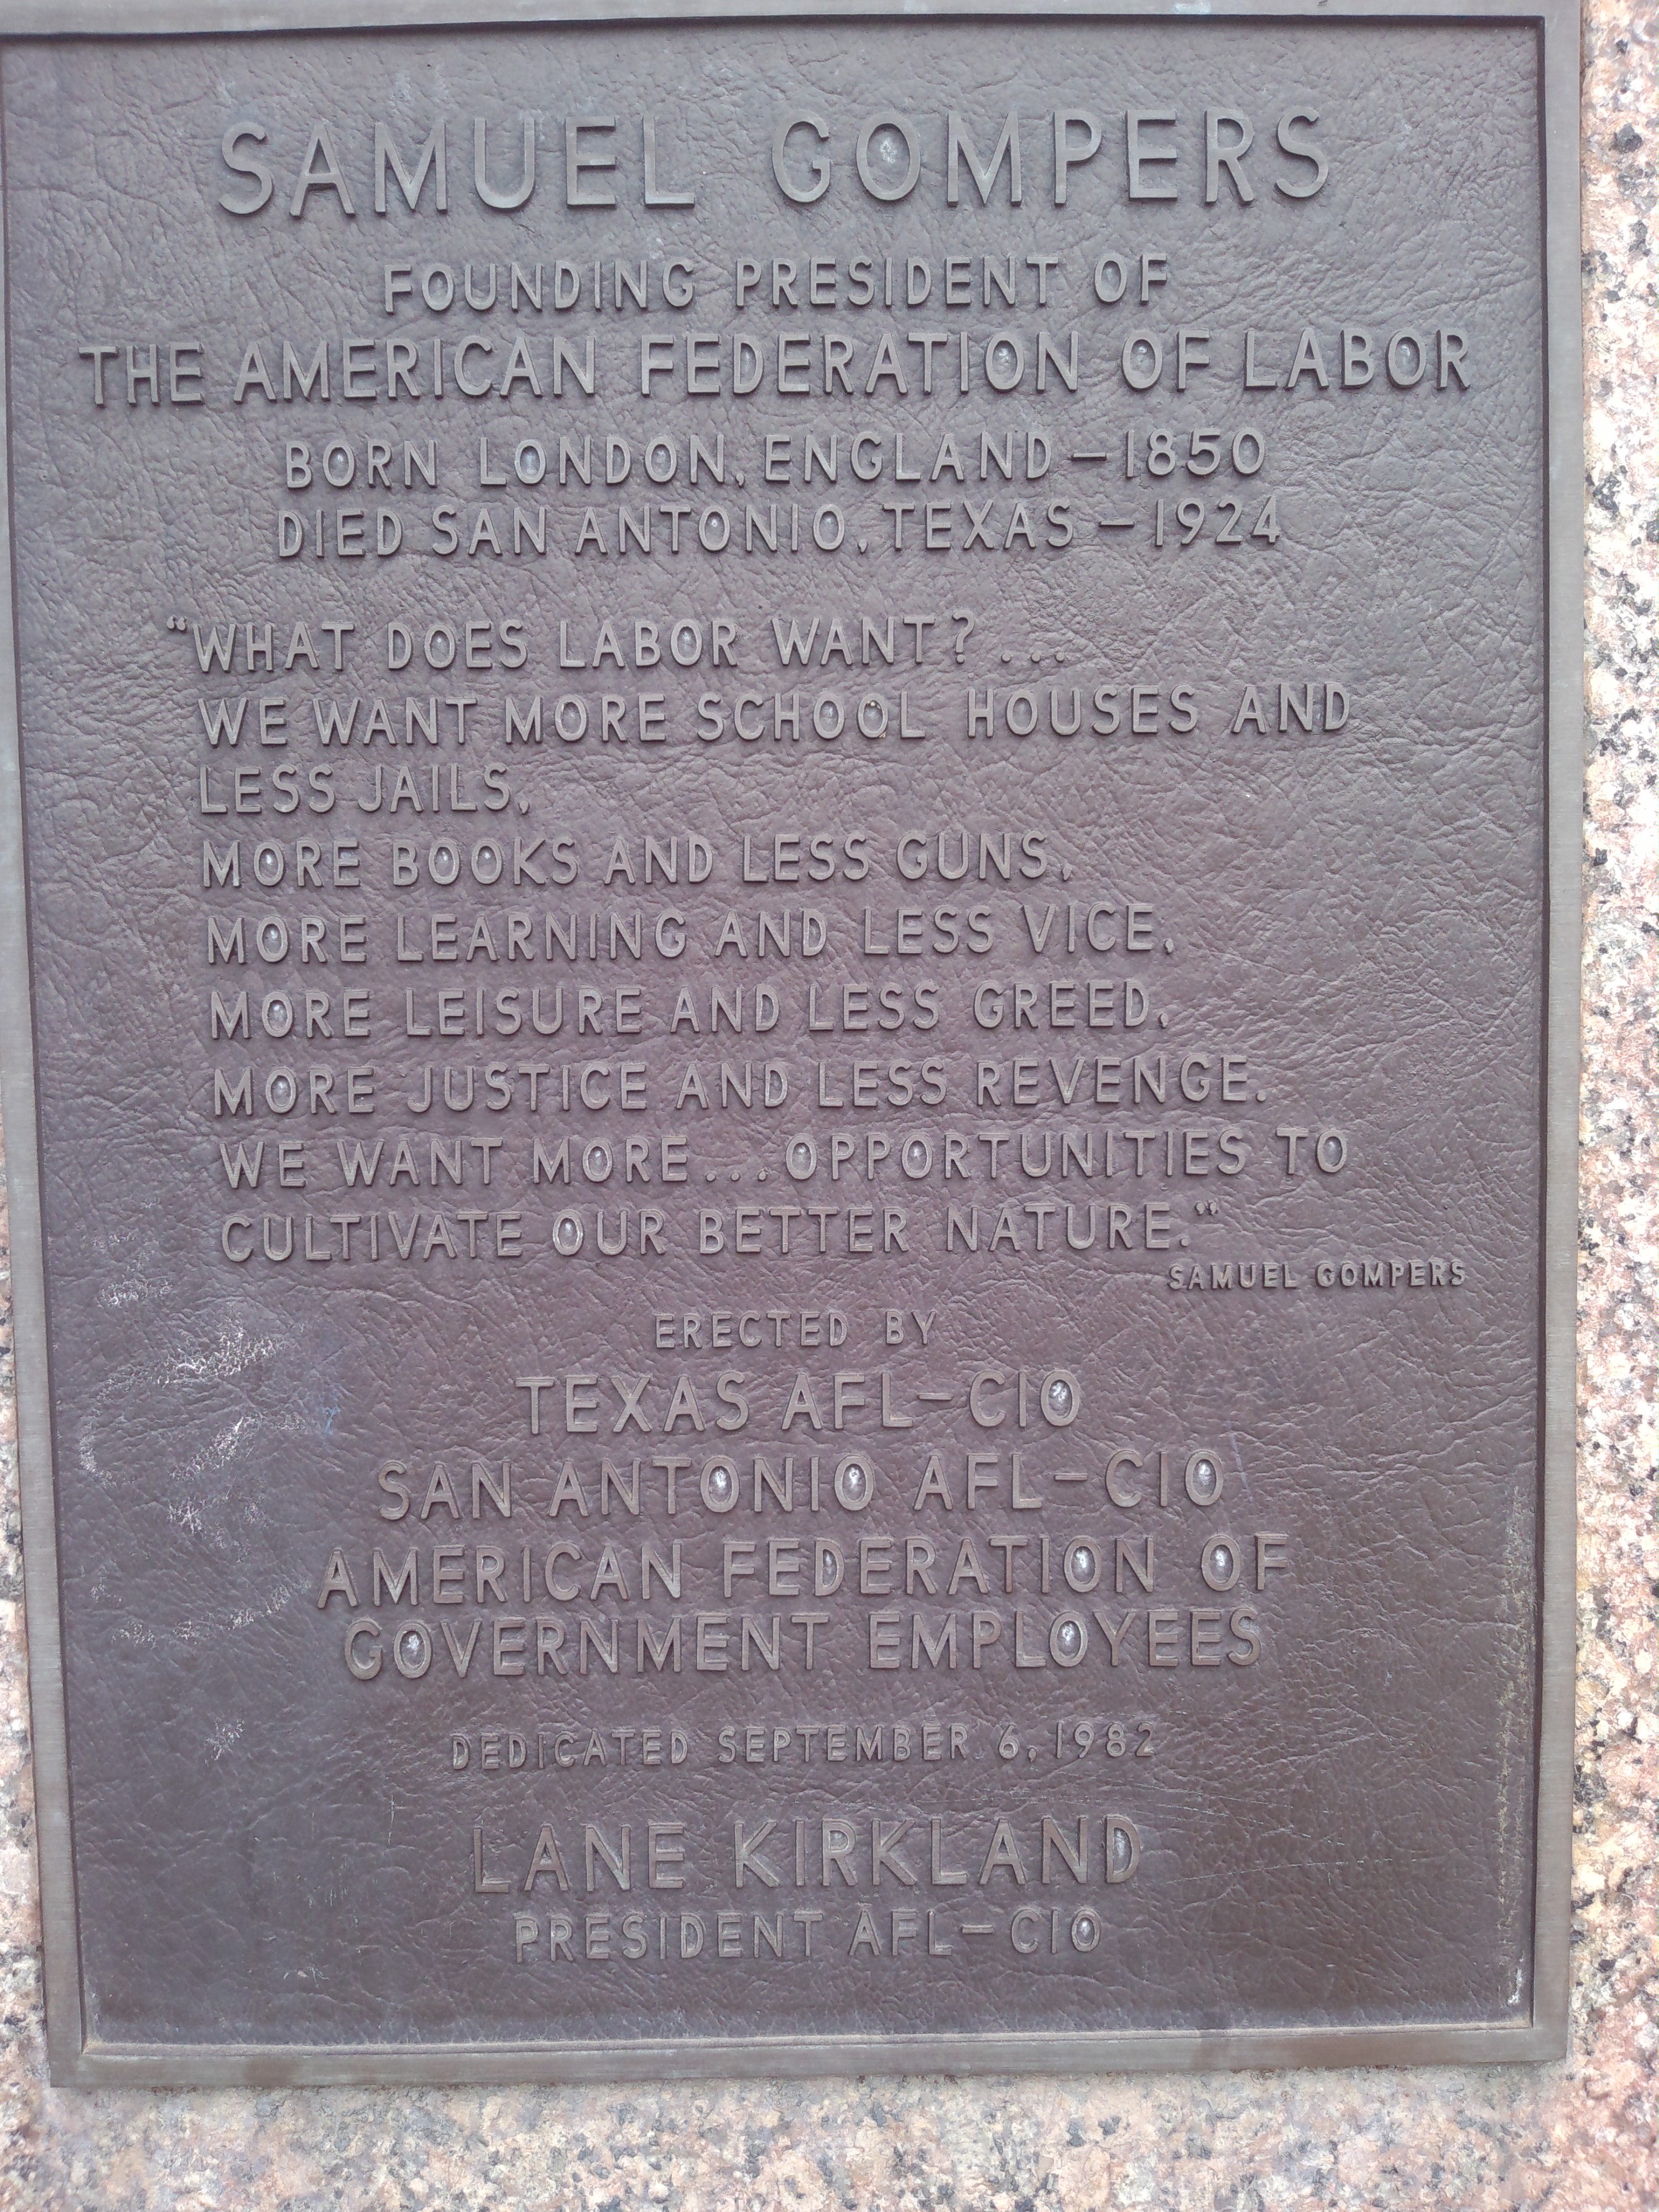 SAMUEL GOMPERS
FOUNDING PRESIDENT OF
THE AMERICAN FEDERATION OF LABOR
BORN LONDON, ENGLAND – 1850
DIED SAN ANTONIO, TEXAS – 1924
“WHAT DOES LABOR WANT? ...
WE WANT MORE SCHOOL HOUSES AND
LESS JAILS,
MORE BOOKS AND LESS GUNS,
MORE LEARNING AND LESS VICE,
MORE LEISURE AND LESS GREED,
MORE JUSTICE AND LESS REVENGE.
WE WANT MORE... OPPORTUNITIES TO
CULTIVATE OUR BETTER NATURE.”
SAMUEL GOMPERS
ERECTED BY
TEXAS AFL–CIO
SAN ANTONIO AFL–CIO
AMERICAN FEDERATION OF
GOVERNMENT EMPLOYEES
DEDICATED SEPTEMBER 6, 1982
LANE KIRKLAND
PRESIDENT AFL–CIO